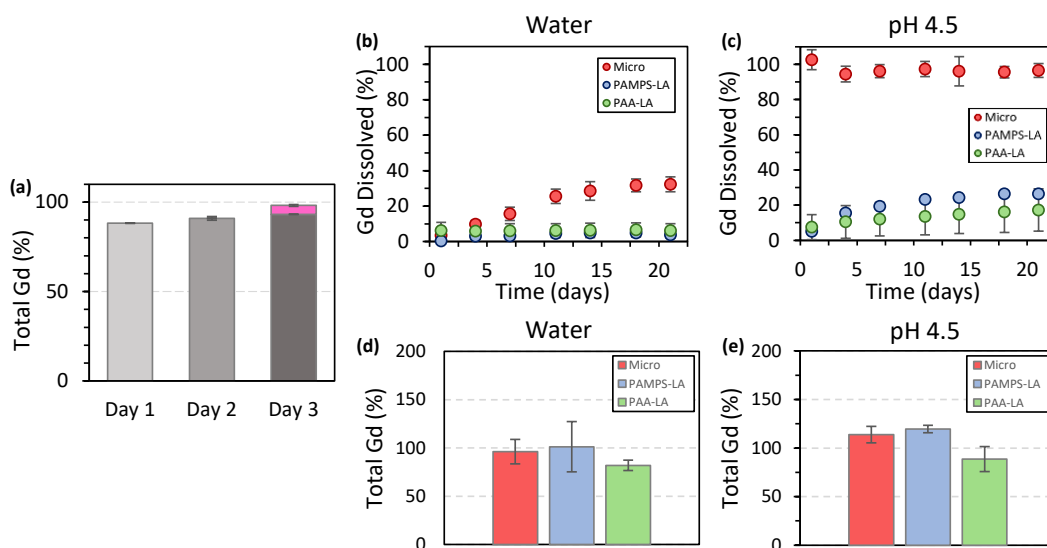 (a)
Total Gd (%)
100
50
0
Day 1 Day 2 Day 3
(b)
Water
Gd Dissolved (%)
100
80
60
40
20
0
0 5 10 15 20
Time (days)
Micro
PAMPS-LA
PAA-LA
(c)
pH 4.5
Gd Dissolved (%)
100
80
60
40
20
0
0 5 10 15 20
Time (days)
Micro
PAMPS-LA
PAA-LA
(d)
Water
Total Gd (%)
200
150
100
50
0
Micro
PAMPS-LA
PAA-LA
(e)
pH 4.5
Total Gd (%)
200
150
100
50
0
Micro
PAMPS-LA
PAA-LA